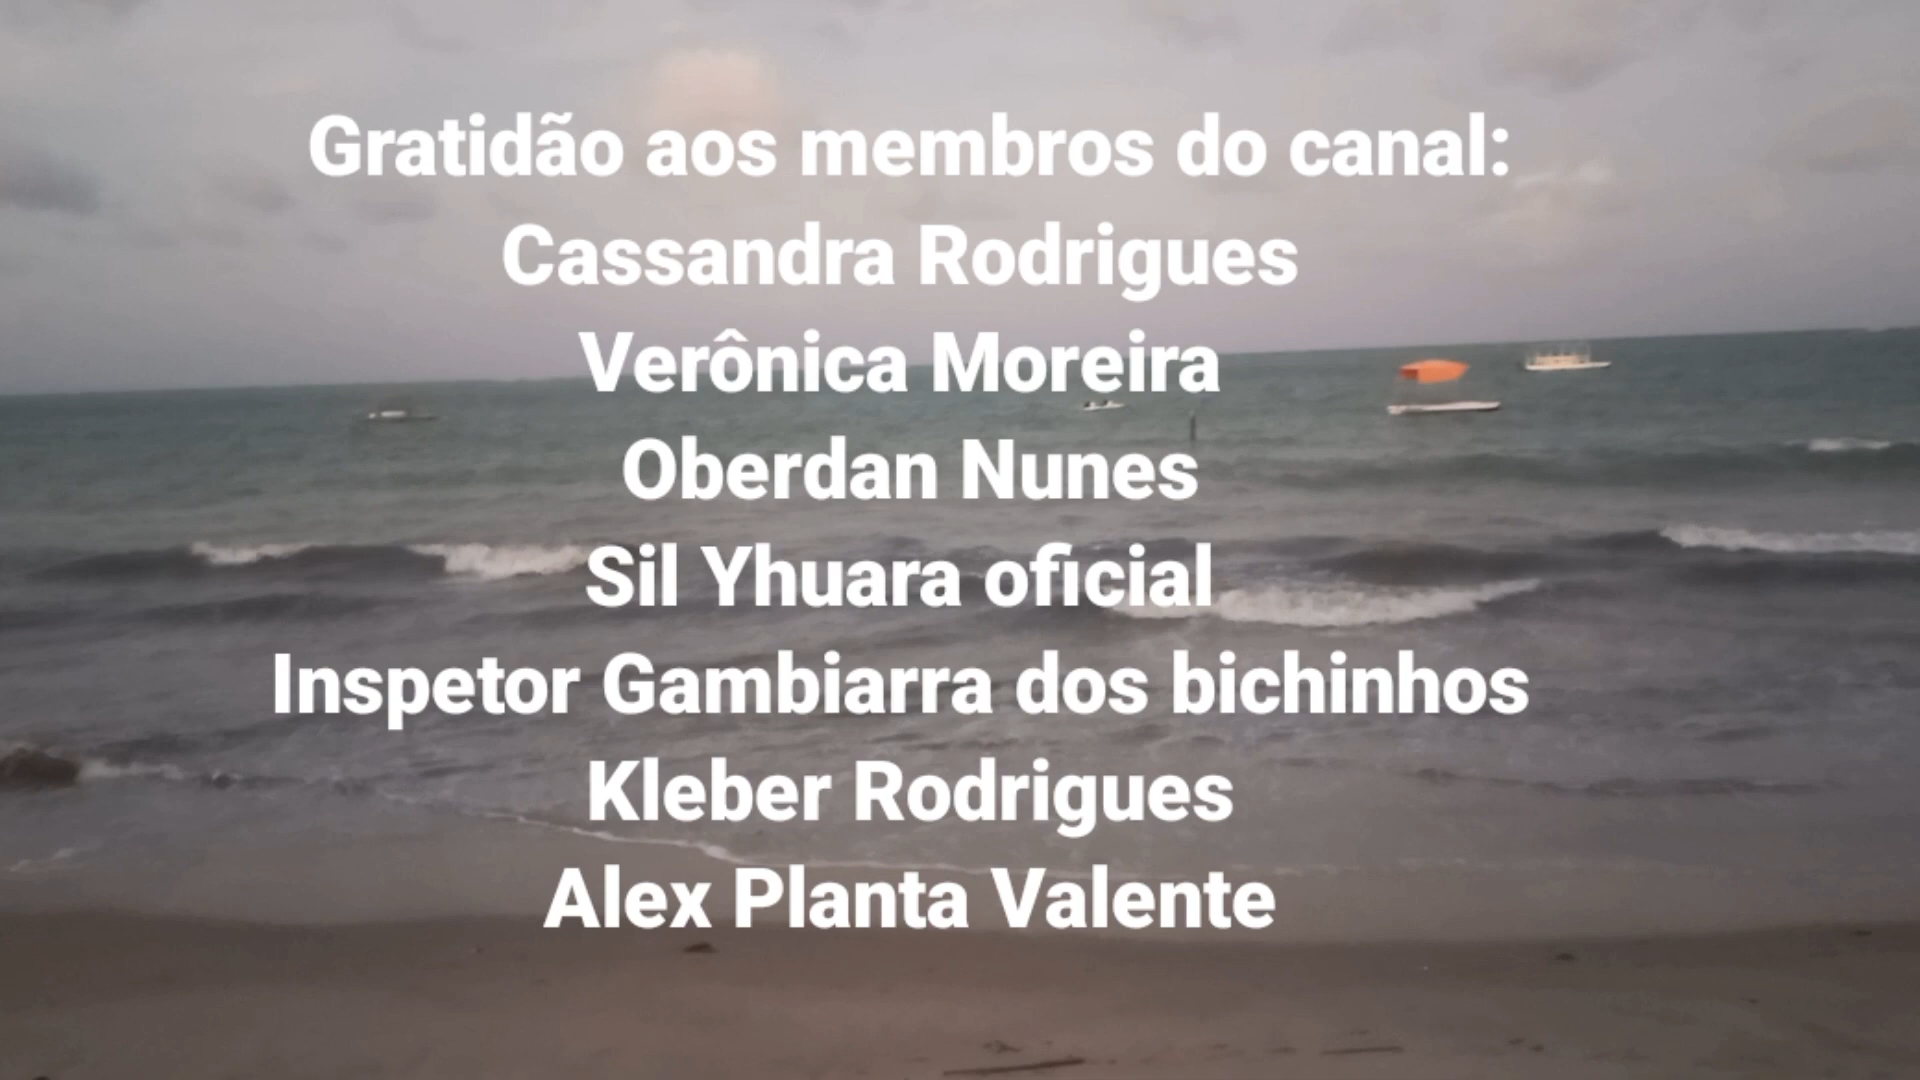 Gratidão aos membros do canal:
Cassandra Rodrigues
Verônica Moreira
Oberdan Nunes
Sil Yhuara oficial
Inspetor Gambiarra dos bichinhos
Kleber Rodrigues
Alex Planta Valente